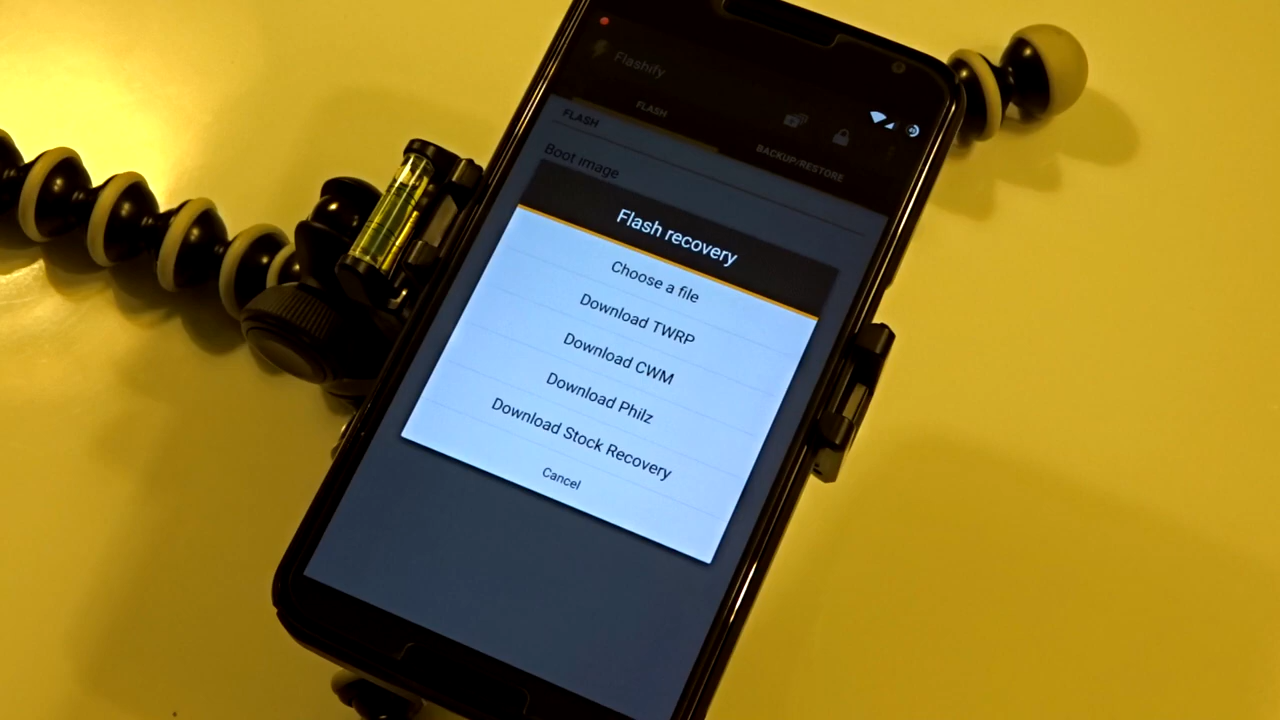 Flashify
FLASH
BACKUP/RESTORE
FLASH
Boot image
Flash recovery
Choose a file
Download TWRP
Download CWM
Download Philz
Download Stock Recovery
Cancel